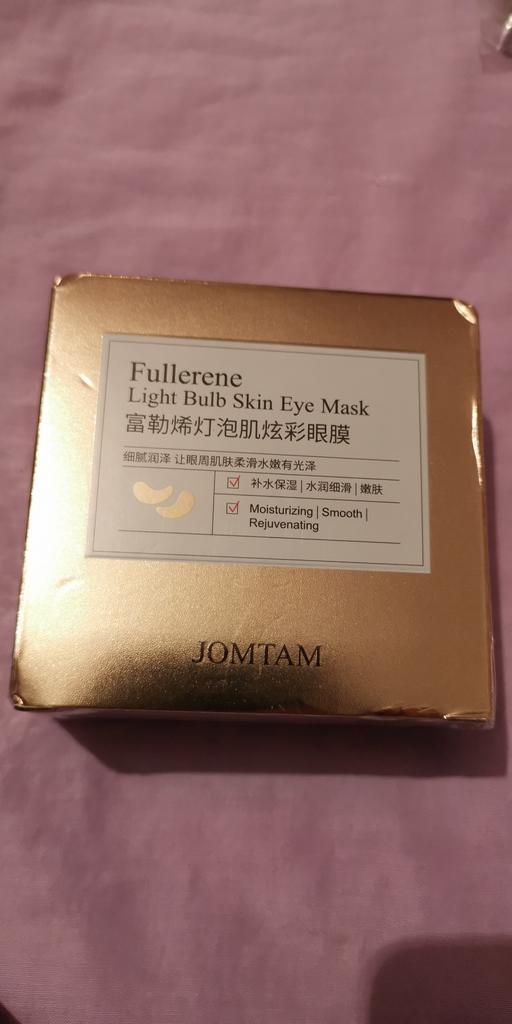 Fullerene
Light Bulb Skin Eye Mask
富勒烯灯泡肌炫彩眼膜
细腻润泽 让眼周肌肤柔滑水嫩有光泽
补水保湿 | 水润细滑 | 嫩肤
Moisturizing | Smooth |
Rejuvenating
JOMTAM